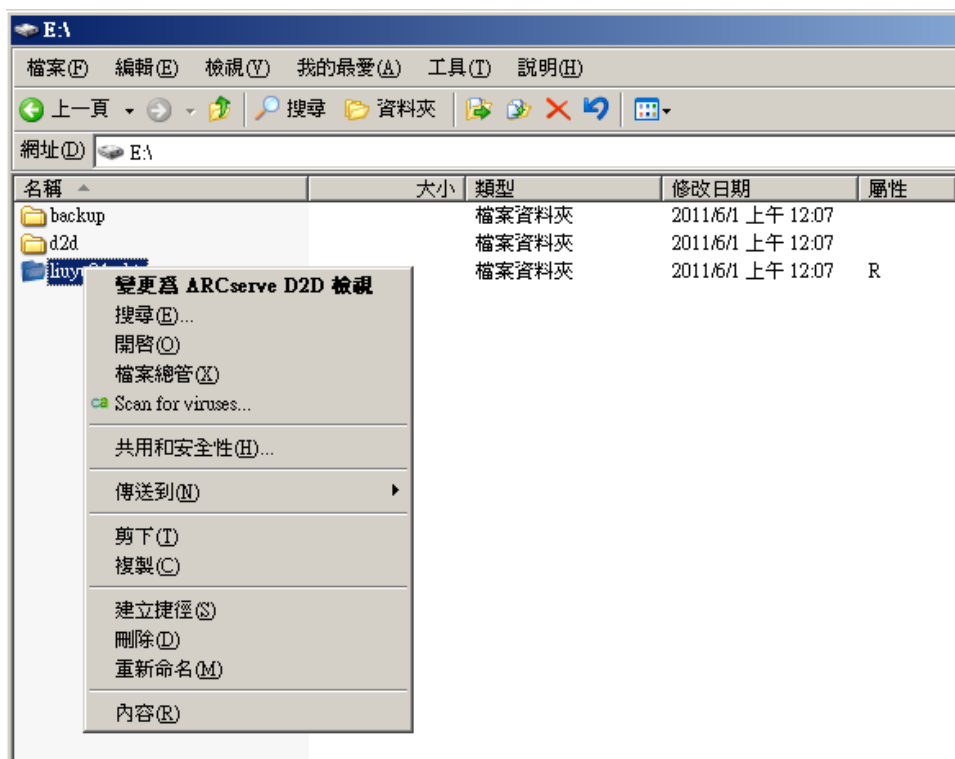 E:\
檔案(F) 編輯(E) 檢視(V) 我的最愛(A) 工具(T) 說明(H)
上一頁 搜尋 資料夾
網址(D) E:\
名稱 大小 類型 修改日期 屬性
backup 檔案資料夾 2011/6/1 上午 12:07
d2d 檔案資料夾 2011/6/1 上午 12:07
檔案資料夾 2011/6/1 上午 12:07 R
變更為 ARCserve D2D 檢視
搜尋(E)...
開啓(O)
檔案總管(X)
ca Scan for viruses...
共用和安全性(H)...
傳送到(N)
剪下(T)
複製(C)
建立捷徑(S)
刪除(D)
重新命名(M)
內容(R)